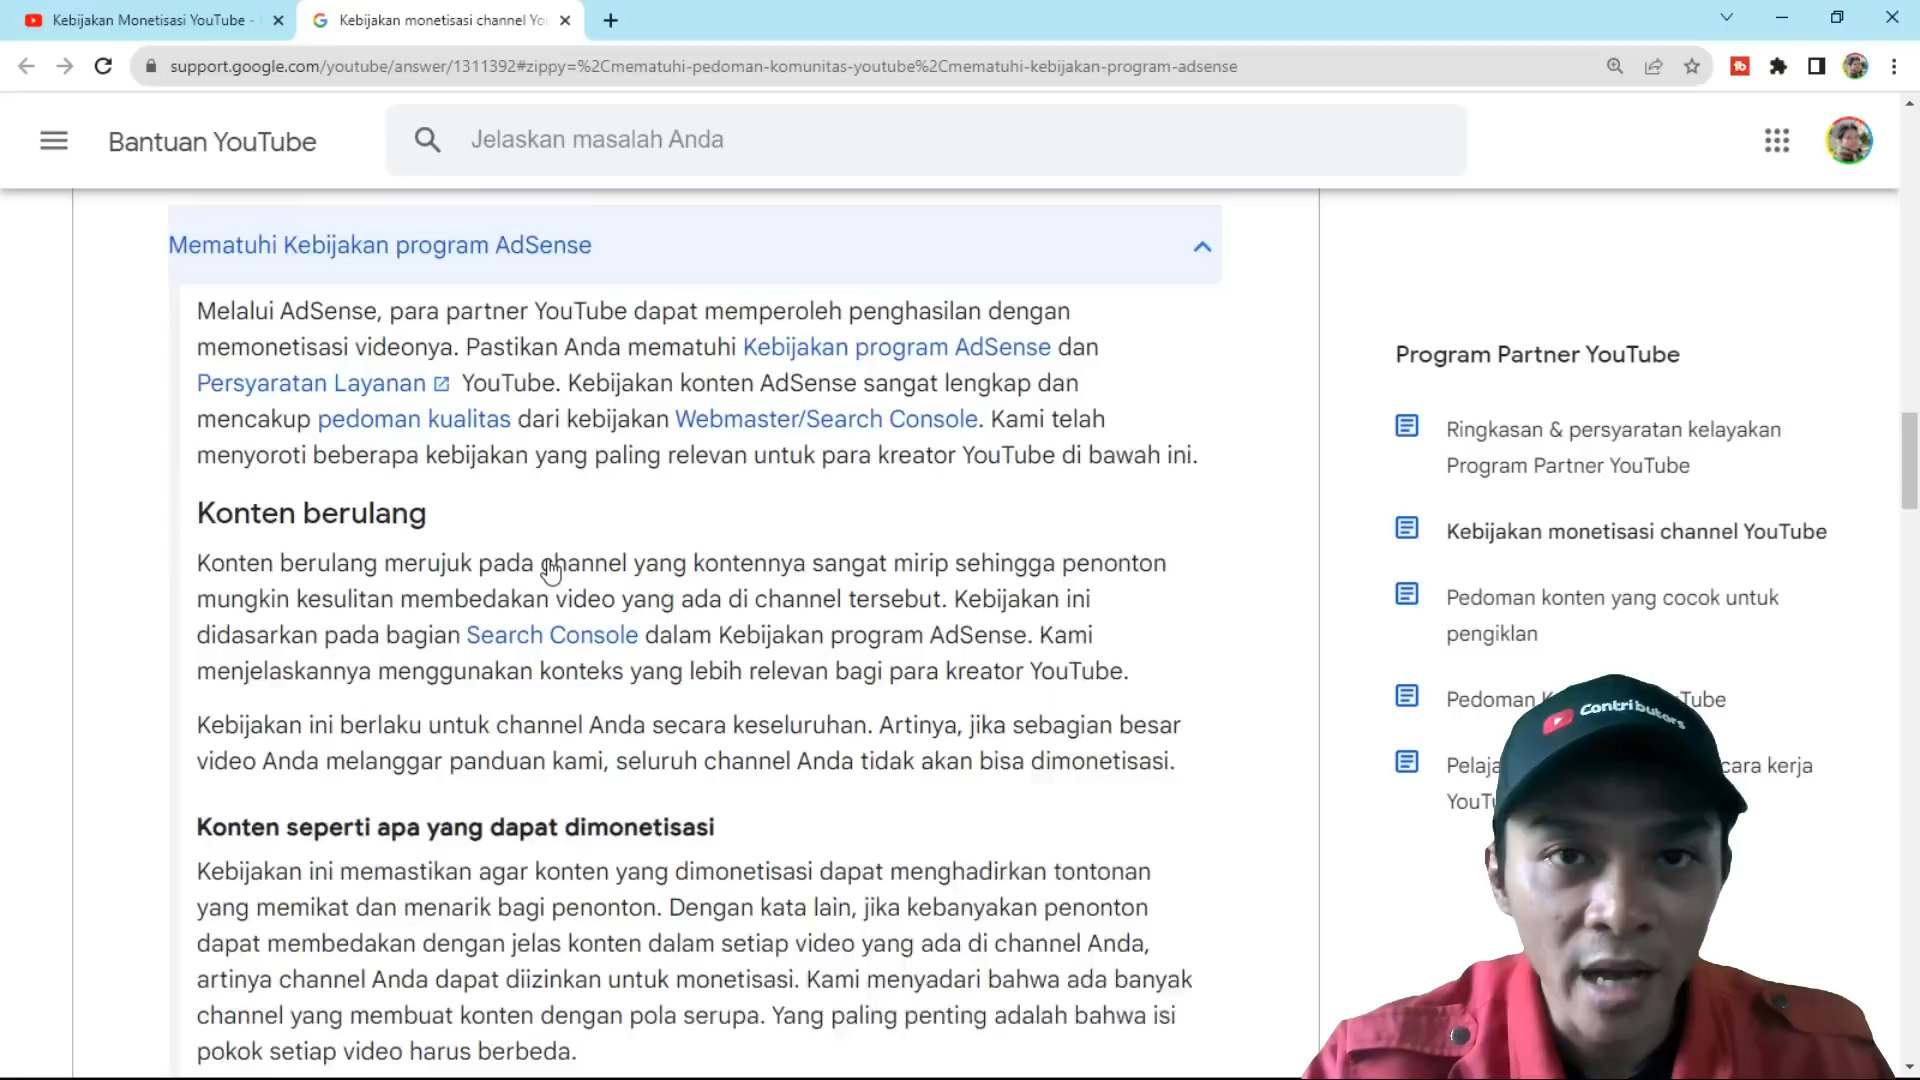 Kebijakan Monetisasi YouTube -
Kebijakan monetisasi channel You
support.google.com/youtube/answer/1311392#zippy=%2Cmematuhi-pedoman-komunitas-youtube%2Cmematuhi-kebijakan-program-adsense
Bantuan YouTube
Jelaskan masalah Anda
Mematuhi Kebijakan program AdSense
Melalui AdSense, para partner YouTube dapat memperoleh penghasilan dengan
memonetisasi videonya. Pastikan Anda mematuhi Kebijakan program AdSense dan
Persyaratan Layanan YouTube. Kebijakan konten AdSense sangat lengkap dan
mencakup pedoman kualitas dari kebijakan Webmaster/Search Console. Kami telah
menyoroti beberapa kebijakan yang paling relevan untuk para kreator YouTube di bawah ini.
Konten berulang
Konten berulang merujuk pada channel yang kontennya sangat mirip sehingga penonton
mungkin kesulitan membedakan video yang ada di channel tersebut. Kebijakan ini
didasarkan pada bagian Search Console dalam Kebijakan program AdSense. Kami
menjelaskannya menggunakan konteks yang lebih relevan bagi para kreator YouTube.
Kebijakan ini berlaku untuk channel Anda secara keseluruhan. Artinya, jika sebagian besar
video Anda melanggar panduan kami, seluruh channel Anda tidak akan bisa dimonetisasi.
Konten seperti apa yang dapat dimonetisasi
Kebijakan ini memastikan agar konten yang dimonetisasi dapat menghadirkan tontonan
yang memikat dan menarik bagi penonton. Dengan kata lain, jika kebanyakan penonton
dapat membedakan dengan jelas konten dalam setiap video yang ada di channel Anda,
artinya channel Anda dapat diizinkan untuk monetisasi. Kami menyadari bahwa ada banyak
channel yang membuat konten dengan pola serupa. Yang paling penting adalah bahwa isi
pokok setiap video harus berbeda.
Program Partner YouTube
Ringkasan & persyaratan kelayakan
Program Partner YouTube
Kebijakan monetisasi channel YouTube
Pedoman konten yang cocok untuk
pengiklan
Pedoman K Tube
Pelaja cara kerja
YouT
Contributors